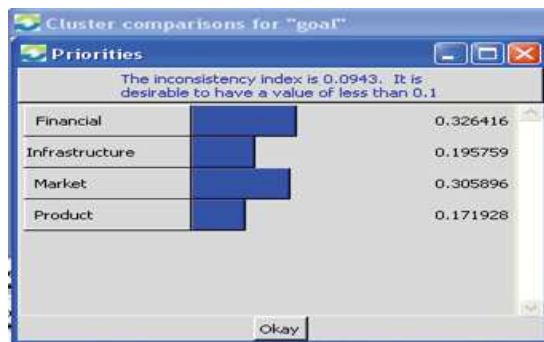 Cluster comparisons for "goal"
Priorities
The inconsistency index is 0.0943. It is
desirable to have a value of less than 0.1
Financial 0.326416
Infrastructure 0.195759
Market 0.305896
Product 0.171928
Okay